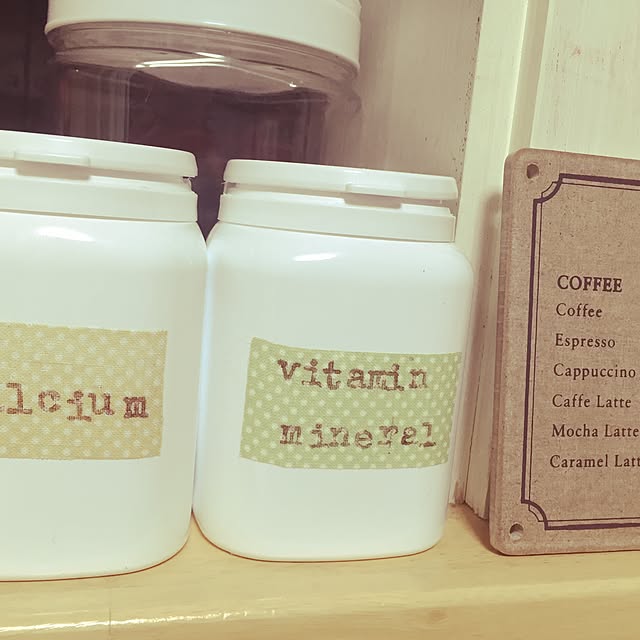 lcium
vitamin
mineral
COFFEE
Coffee
Espresso
Cappuccino
Caffe Latte
Mocha Latte
Caramel Latt